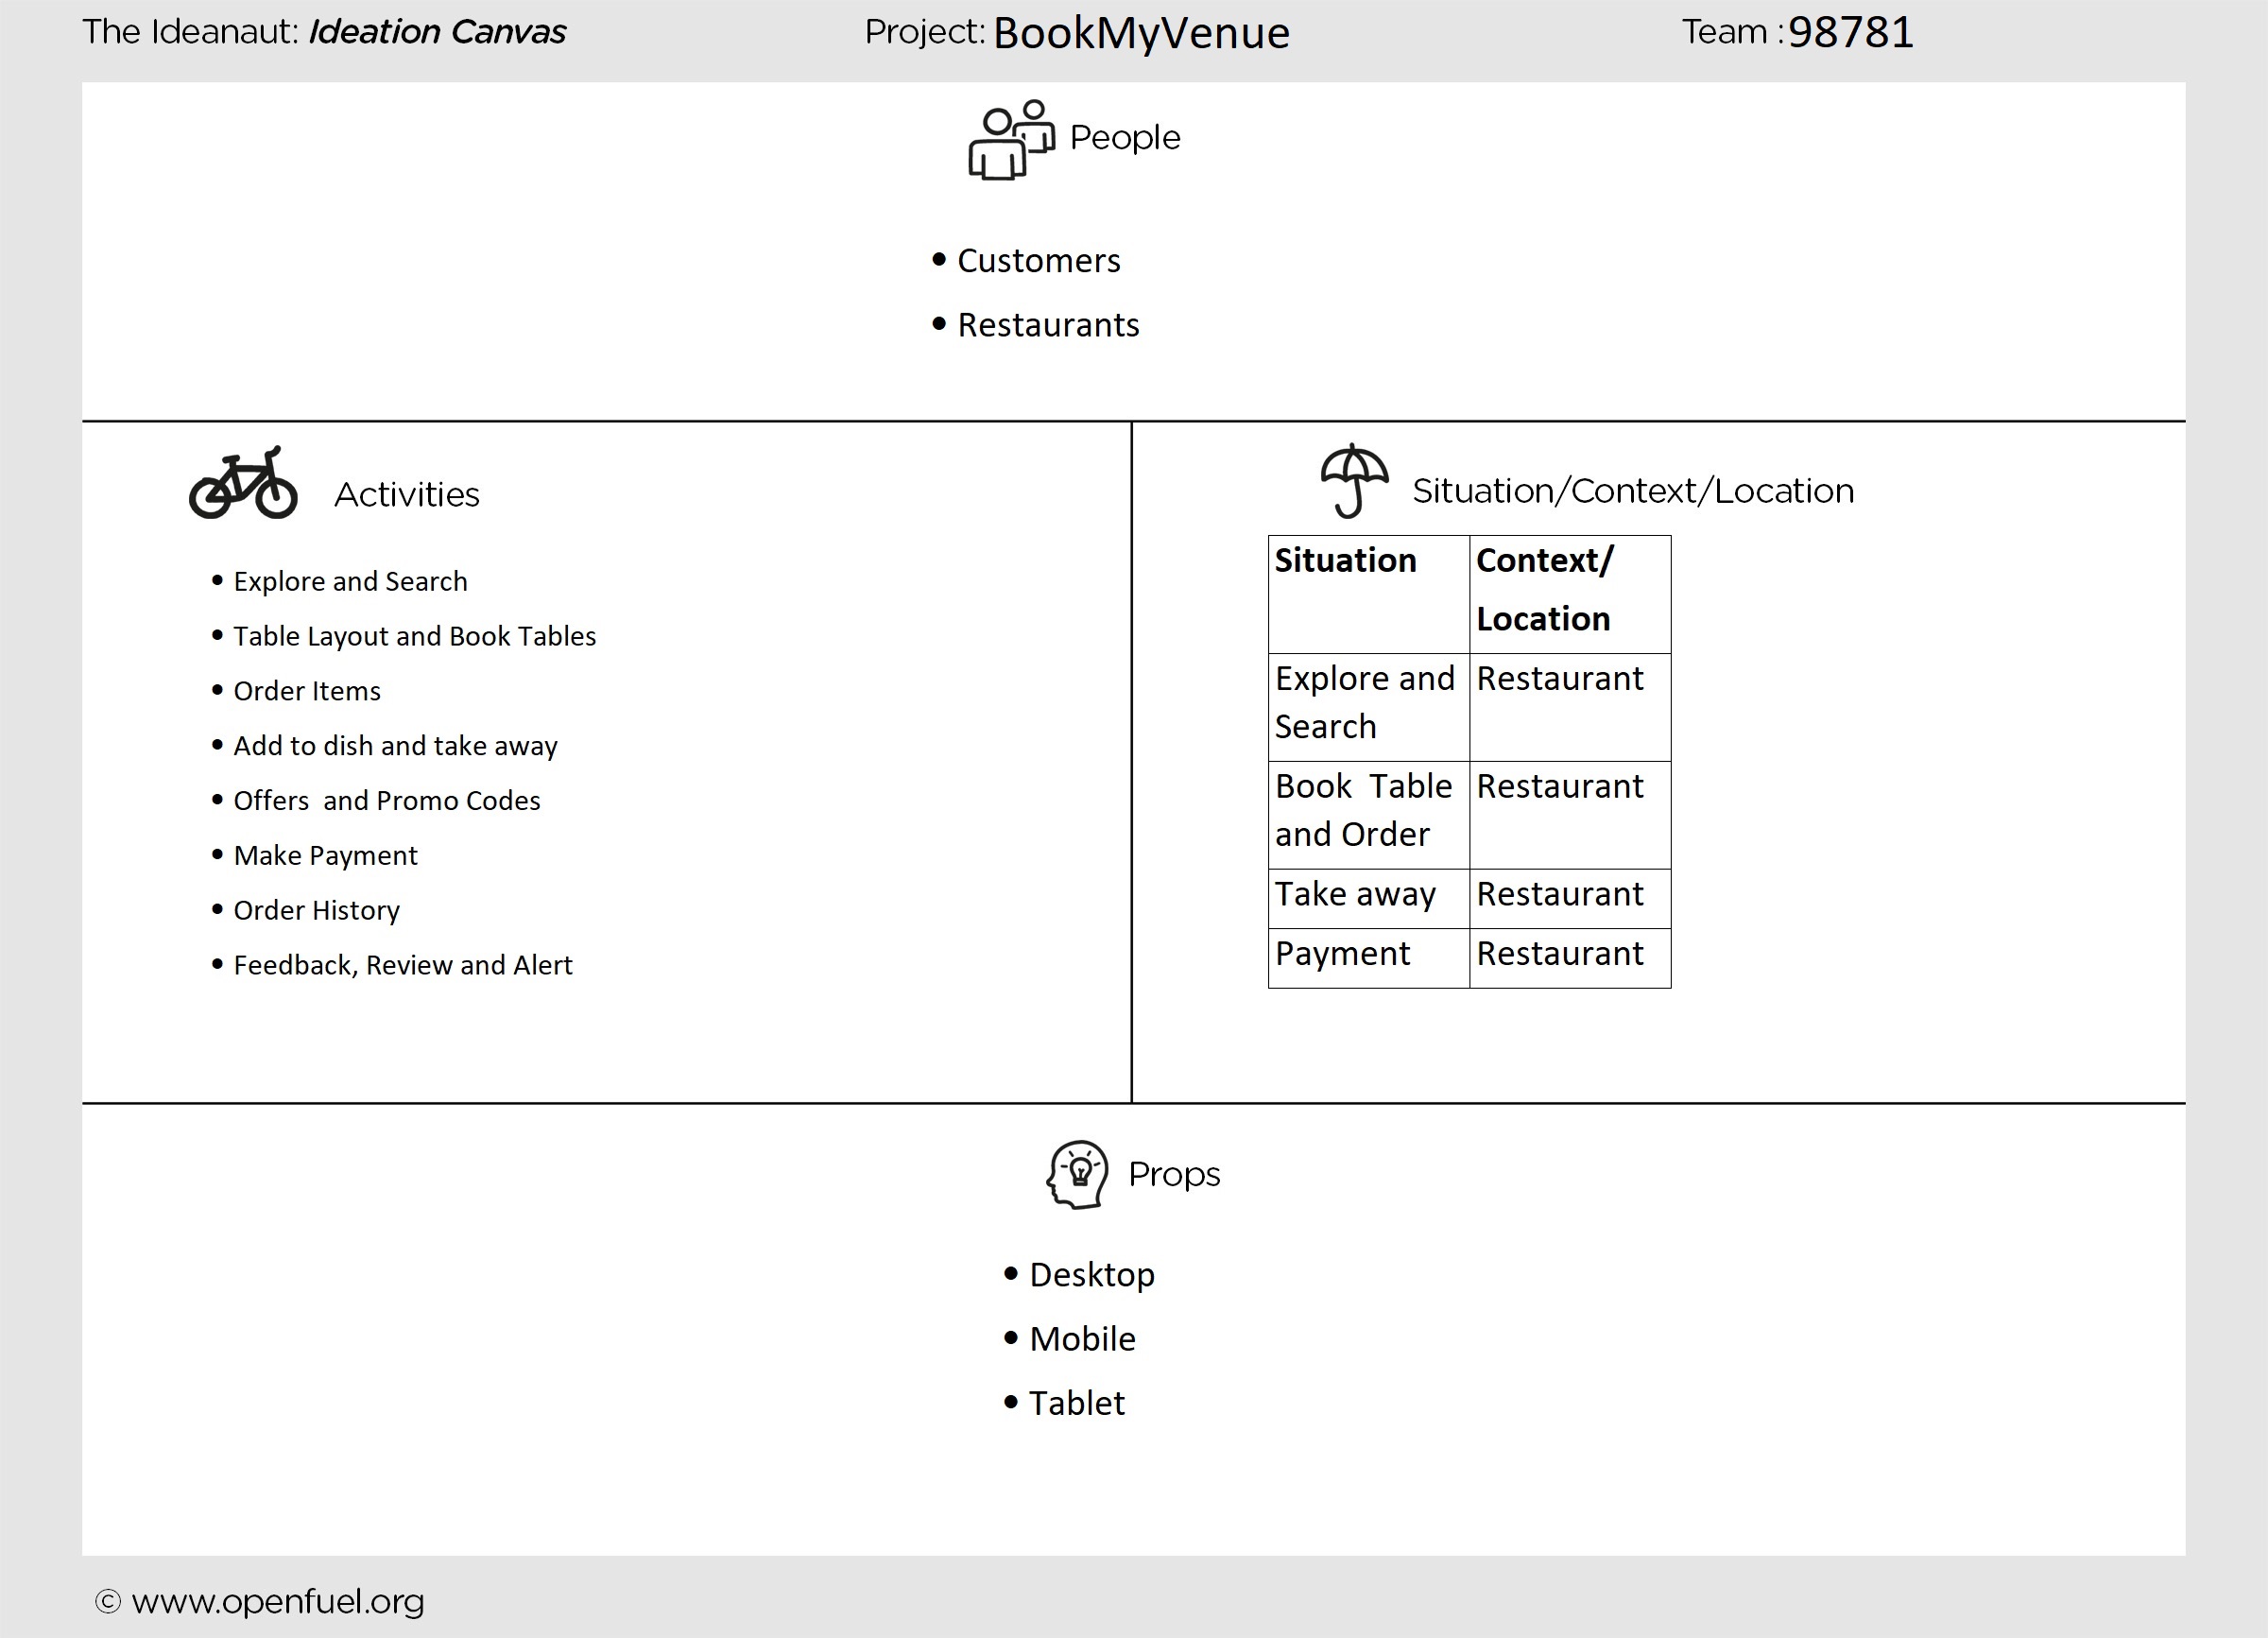 The Ideanaut: Ideation Canvas
Project: BookMyVenue
Team :98781
People
• Customers
• Restaurants
Activities
• Explore and Search
• Table Layout and Book Tables
• Order Items
• Add to dish and take away
• Offers  and Promo Codes
• Make Payment
• Order History
• Feedback, Review and Alert
Situation/Context/Location
Situation Context/
Location
Explore and Restaurant
Search
Book  Table Restaurant
and Order
Take away Restaurant
Payment Restaurant
Props
• Desktop
• Mobile
• Tablet
© www.openfuel.org